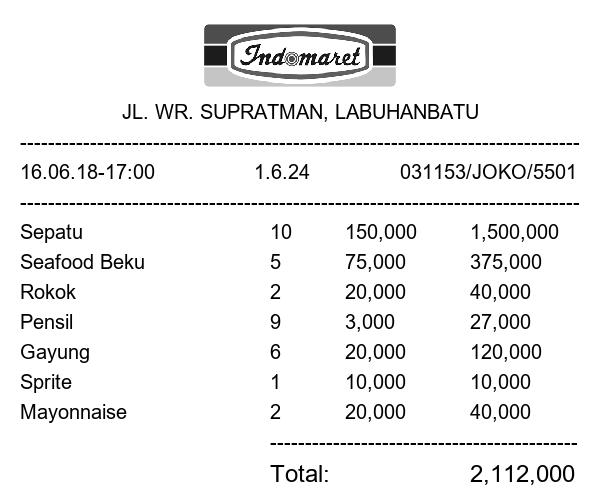 Indomaret
JL. WR. SUPRATMAN, LABUHANBATU
--------------------------------------------------------------------------------
16.06.18-17:00 1.6.24 031153/JOKO/5501
--------------------------------------------------------------------------------
Sepatu 10 150,000 1,500,000
Seafood Beku 5 75,000 375,000
Rokok 2 20,000 40,000
Pensil 9 3,000 27,000
Gayung 6 20,000 120,000
Sprite 1 10,000 10,000
Mayonnaise 2 20,000 40,000
--------------------------------------------
Total: 2,112,000